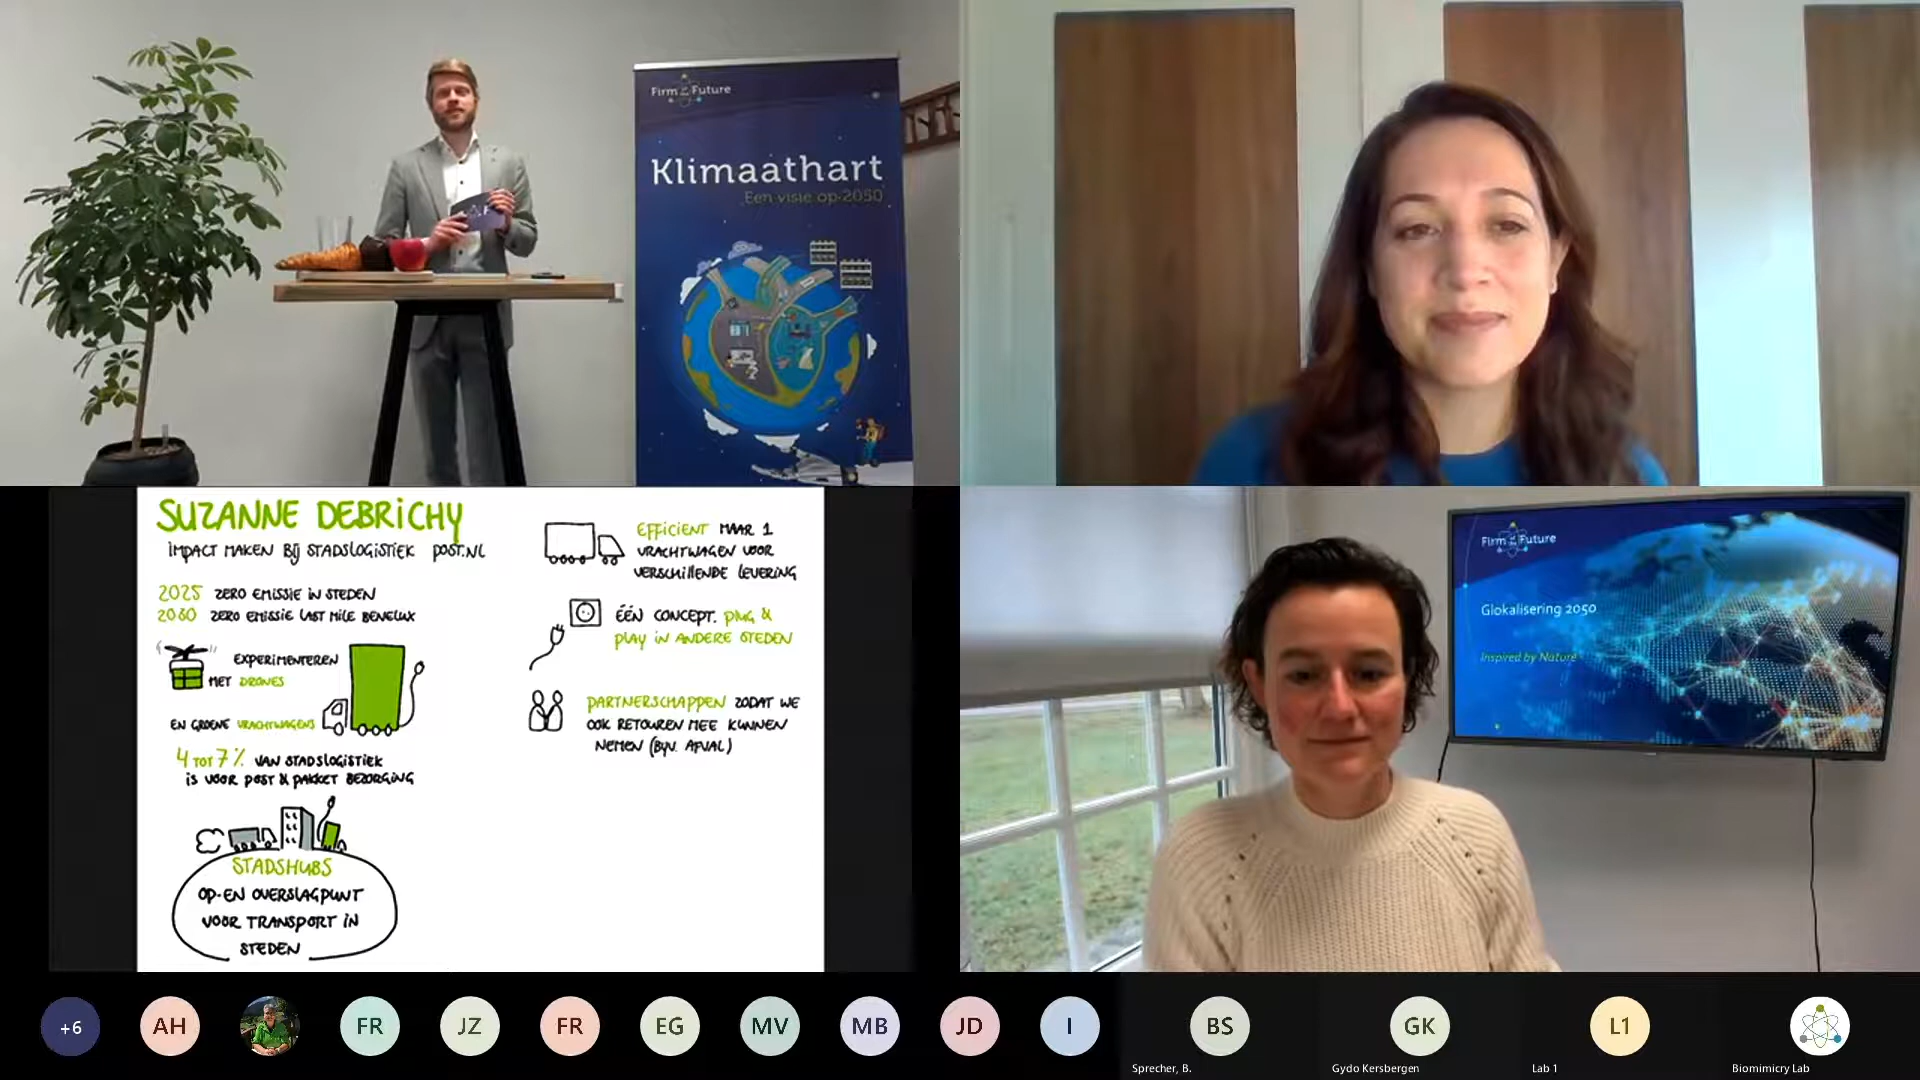 Firm of the Future
Klimaathart
Een visie op 2050
SUZANNE DEBRICHY
IMPACT MAKEN BIJ STADSLOGISTIEK POST.NL
2025 ZERO EMISSIE IN STEDEN
2030 ZERO EMISSIE LAST MILE BENELUX
EXPERIMENTEREN
MET DRONES
EN GROENE VRACHTWAGENS
4 TOT 7% VAN STADSLOGISTIEK
IS VOOR POST & PAKKET BEZORGING
STADSHUBS
OP-EN OVERSLAGPUNT
VOOR TRANSPORT IN
STEDEN
EFFICIENT MAAR 1
VRACHTWAGEN VOOR
VERSCHILLENDE LEVERING
ÉÉN CONCEPT. PLUG &
PLAY IN ANDERE STEDEN
PARTNERSCHAPPEN ZODAT WE
OOK RETOUREN MEE KUNNEN
NEMEN (BIJV. AFVAL)
Firm of the Future
Glokalisering 2050
Inspired by Nature
+6
AH
FR
JZ
FR
EG
MV
MB
JD
I
BS
GK
L1
Sprecher, B.
Gydo Kersbergen
Lab 1
Biomimicry Lab